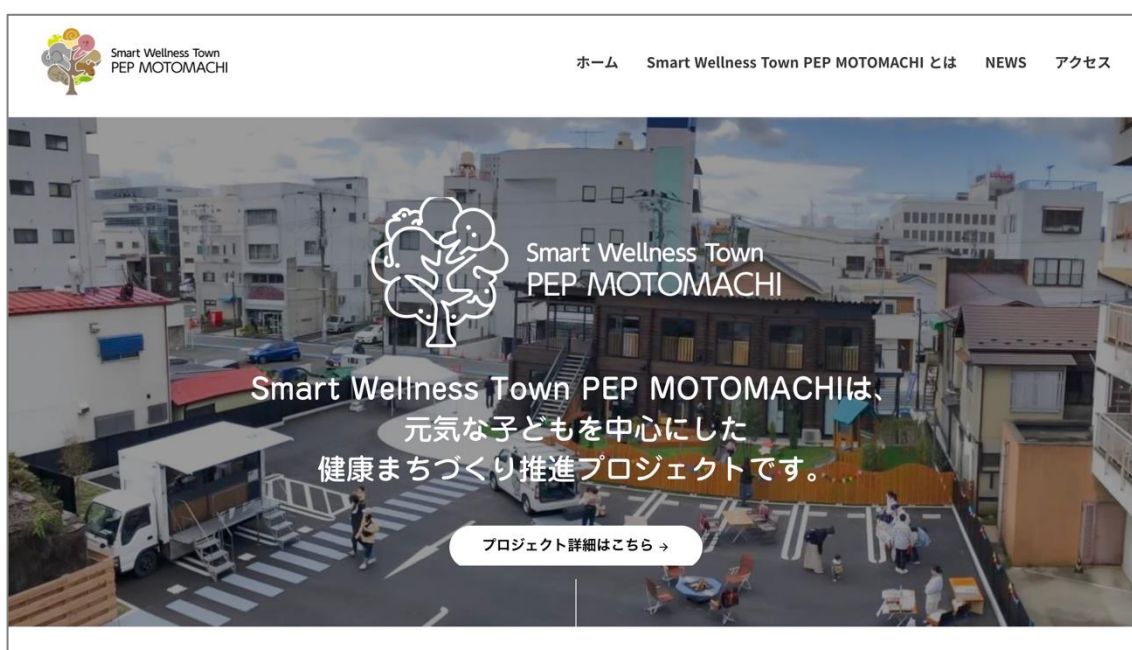 Smart Wellness Town
PEP MOTOMACHI
ホーム Smart Wellness Town PEP MOTOMACHI とは NEWS アクセス
Smart Wellness Town
PEP MOTOMACHI
Smart Wellness Town PEP MOTOMACHIは、
元気な子どもを中心にした
健康まちづくり推進プロジェクトです。
プロジェクト詳細はこちら →